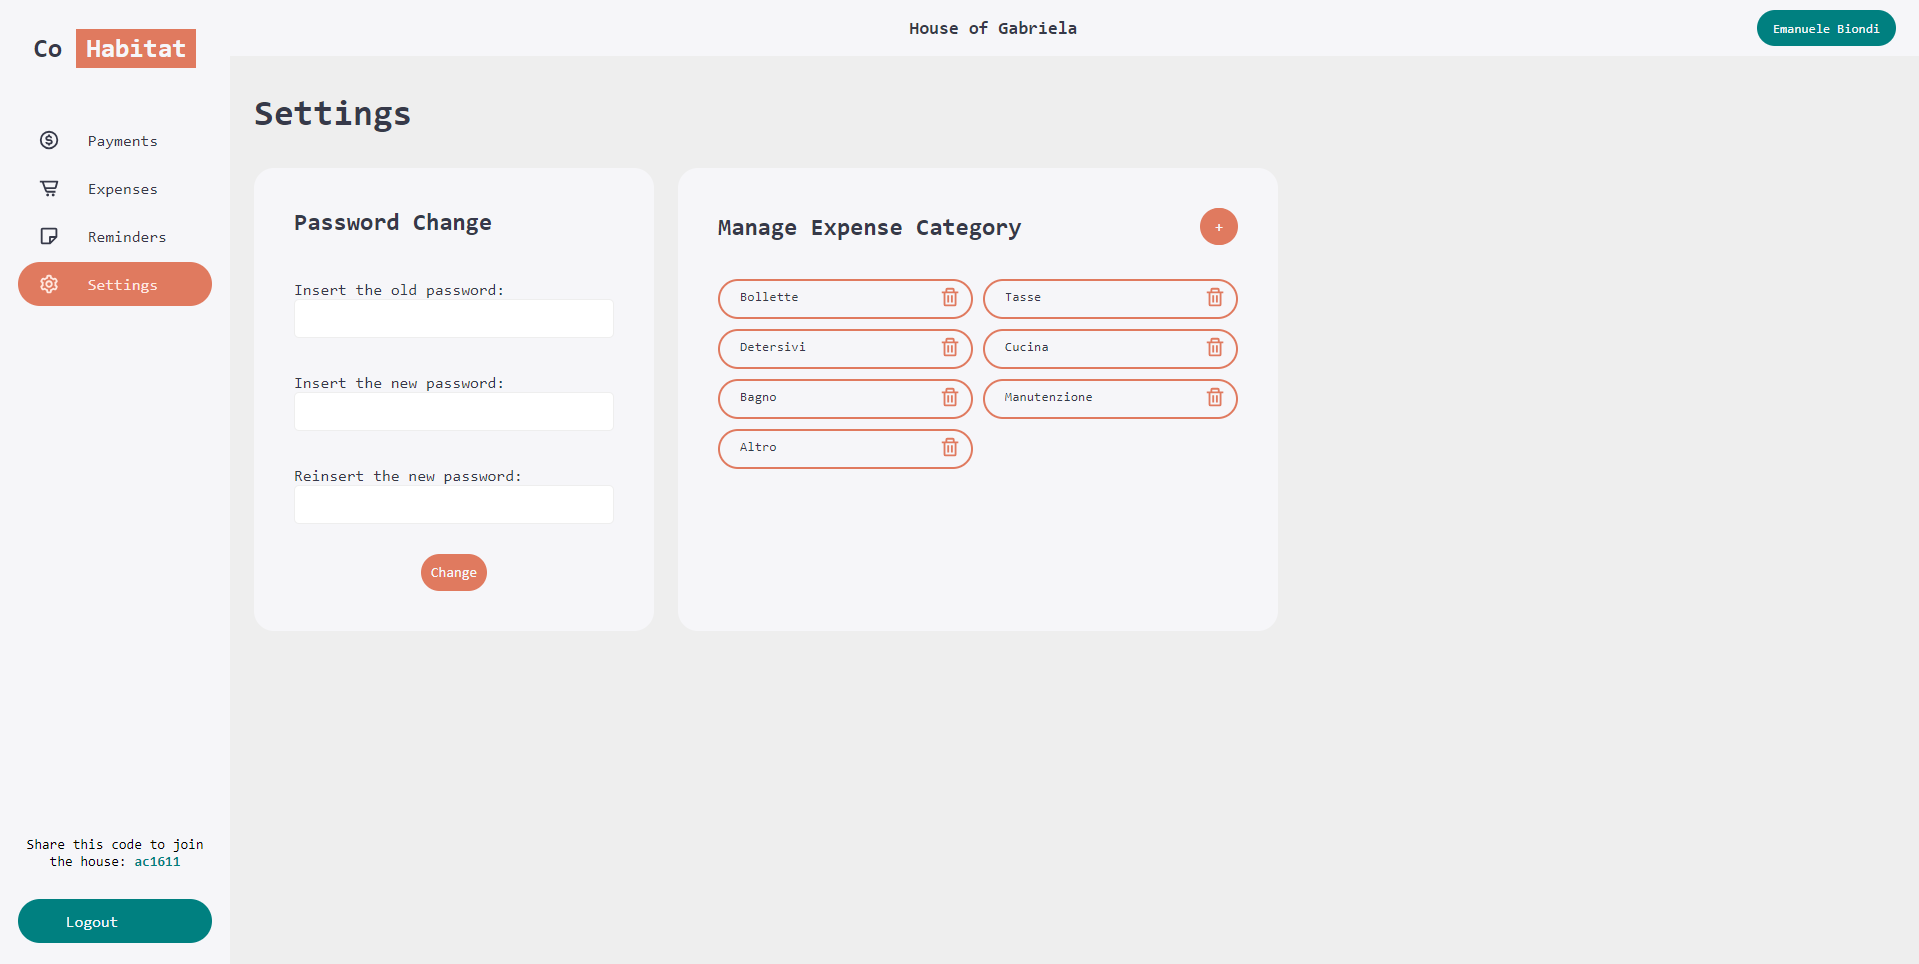 Co Habitat
House of Gabriela
Emanuele Biondi
Payments
Expenses
Reminders
Settings
Share this code to join
the house: ac1611
Logout
Settings
Password Change
Insert the old password:
Insert the new password:
Reinsert the new password:
Change
Manage Expense Category
+
Bollette
Tasse
Detersivi
Cucina
Bagno
Manutenzione
Altro